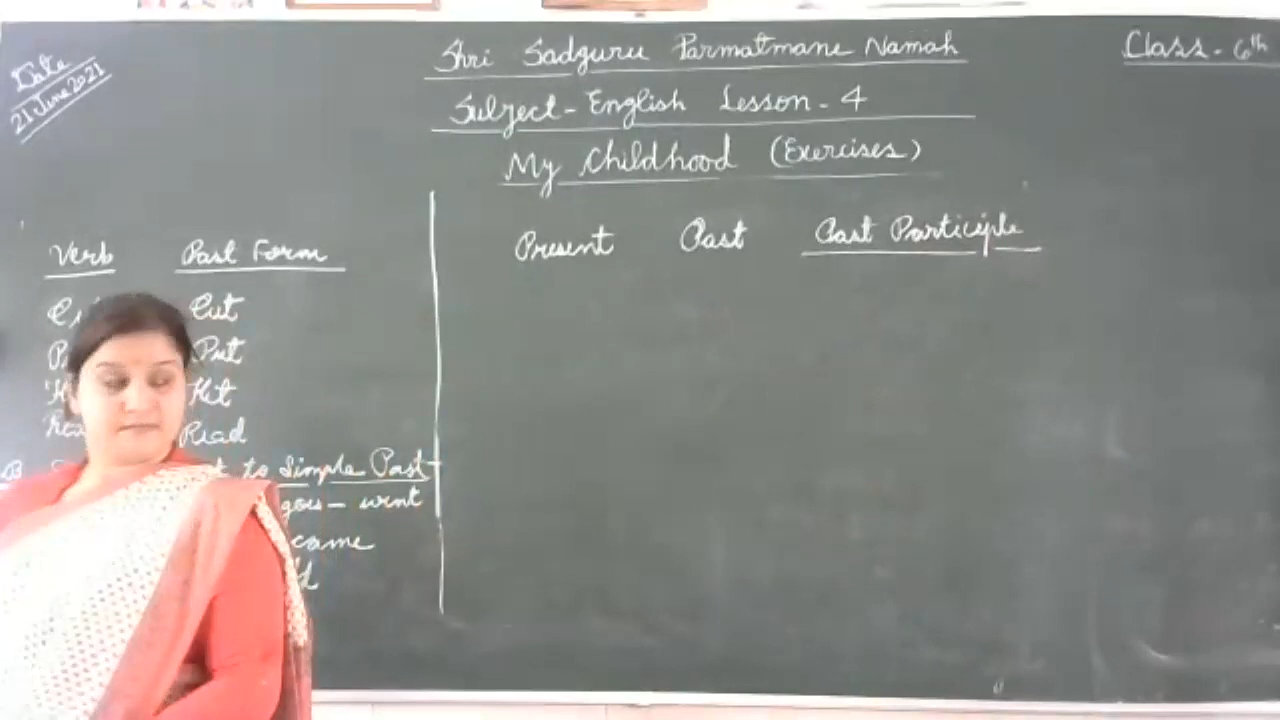 Date
21 June 2021
Shri Sadguru Parmatmane Namah
Class - 6th
Subject - English Lesson - 4
My Childhood (Exercises)
Verb Past Form
Cut
Put
Hit
Read
to Simple Past
goes - went
came
Present Past Past Participle